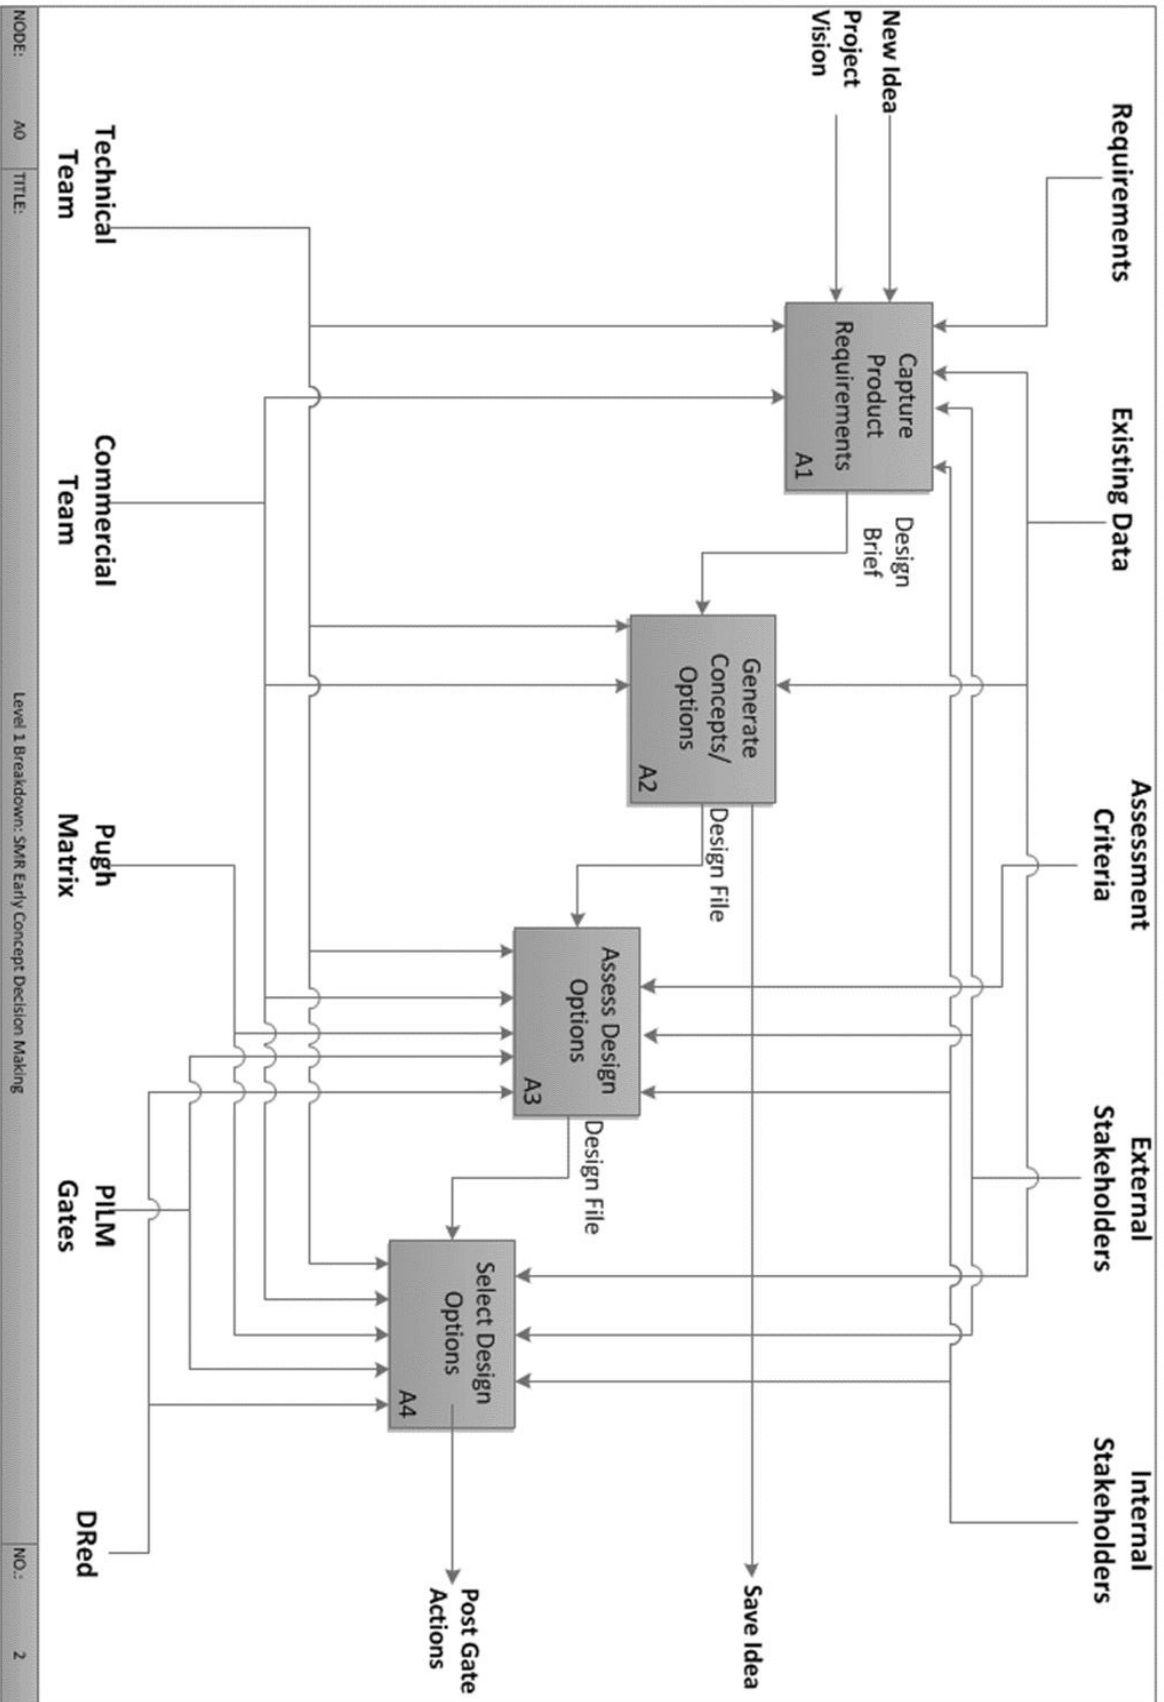 Requirements
Existing Data
Assessment
Criteria
External
Stakeholders
Internal
Stakeholders
New Idea
Project
Vision
Capture
Product
Requirements
A1
Design
Brief
Generate
Concepts/
Options
A2
Design File
Assess Design
Options
A3
Design File
Select Design
Options
A4
Save Idea
Post Gate
Actions
Technical
Team
Commercial
Team
Pugh
Matrix
PILM
Gates
DRed
NODE: A0 TITLE: Level 1 Breakdown: SMR Early Concept Decision Making NO.: 2